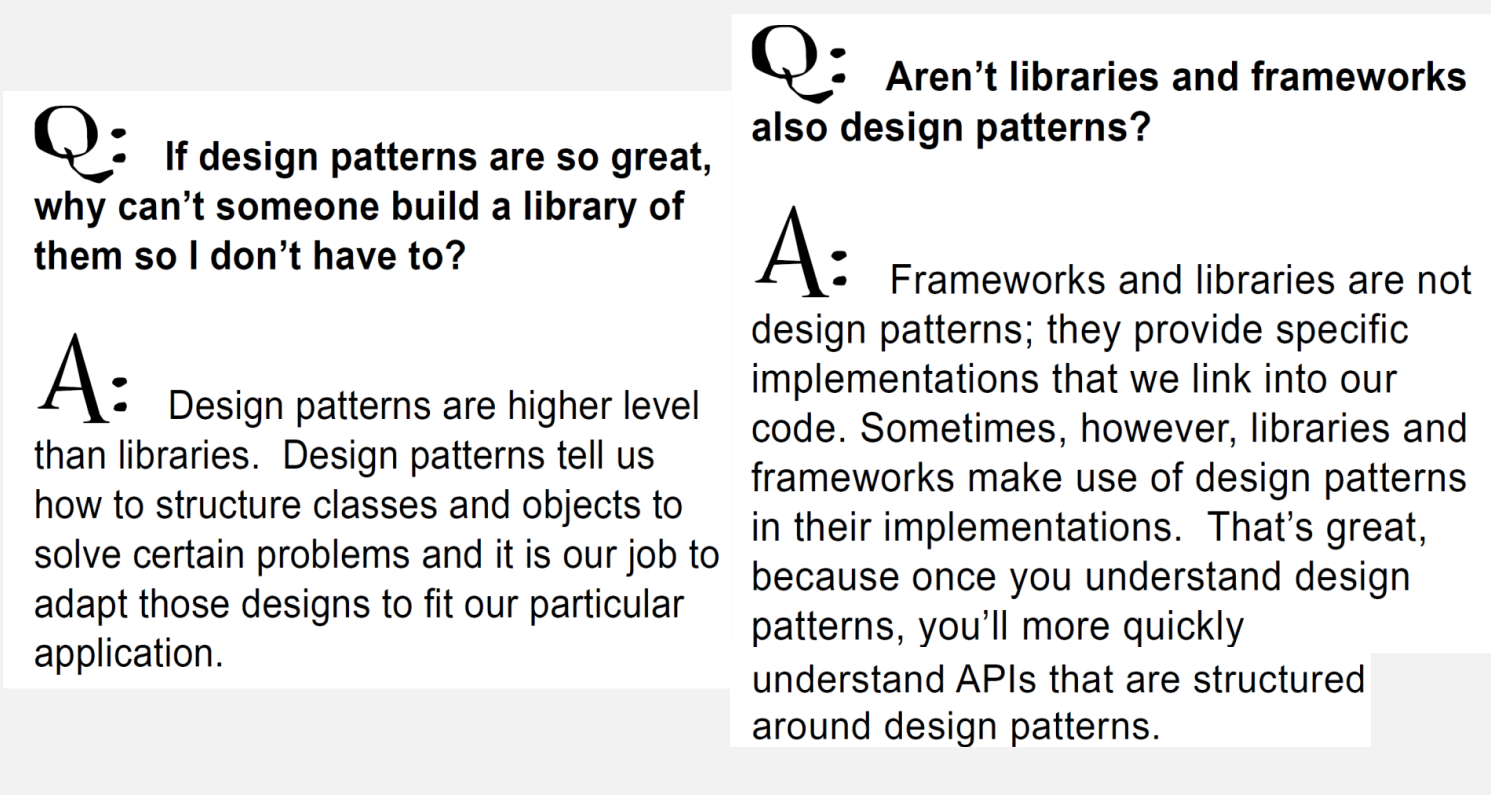 Q: If design patterns are so great,
why can't someone build a library of
them so I don't have to?
A: Design patterns are higher level
than libraries.  Design patterns tell us
how to structure classes and objects to
solve certain problems and it is our job to
adapt those designs to fit our particular
application.
Q: Aren't libraries and frameworks
also design patterns?
A: Frameworks and libraries are not
design patterns; they provide specific
implementations that we link into our
code. Sometimes, however, libraries and
frameworks make use of design patterns
in their implementations.  That's great,
because once you understand design
patterns, you'll more quickly
understand APIs that are structured
around design patterns.